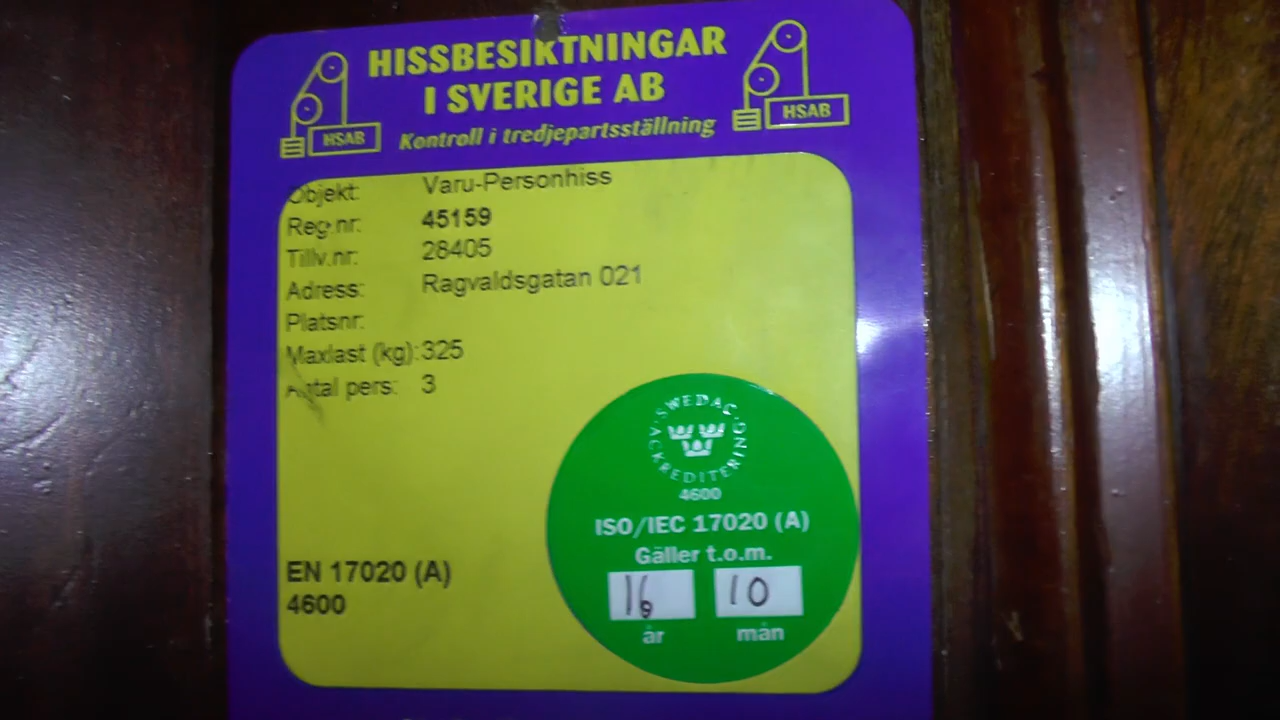 HISSBESIKTNINGAR
I SVERIGE AB
HSAB
HSAB
Kontroll i tredjepartsställning
Objekt: Varu-Personhiss
Reg.nr: 45159
Tillv.nr: 28405
Adress: Ragvaldsgatan 021
Platsnr:
Maxlast (kg): 325
Antal pers: 3
SWEDAC
ACKREDITERING
4600
ISO/IEC 17020 (A)
Gäller t.o.m.
16 10
år mån
EN 17020 (A)
4600